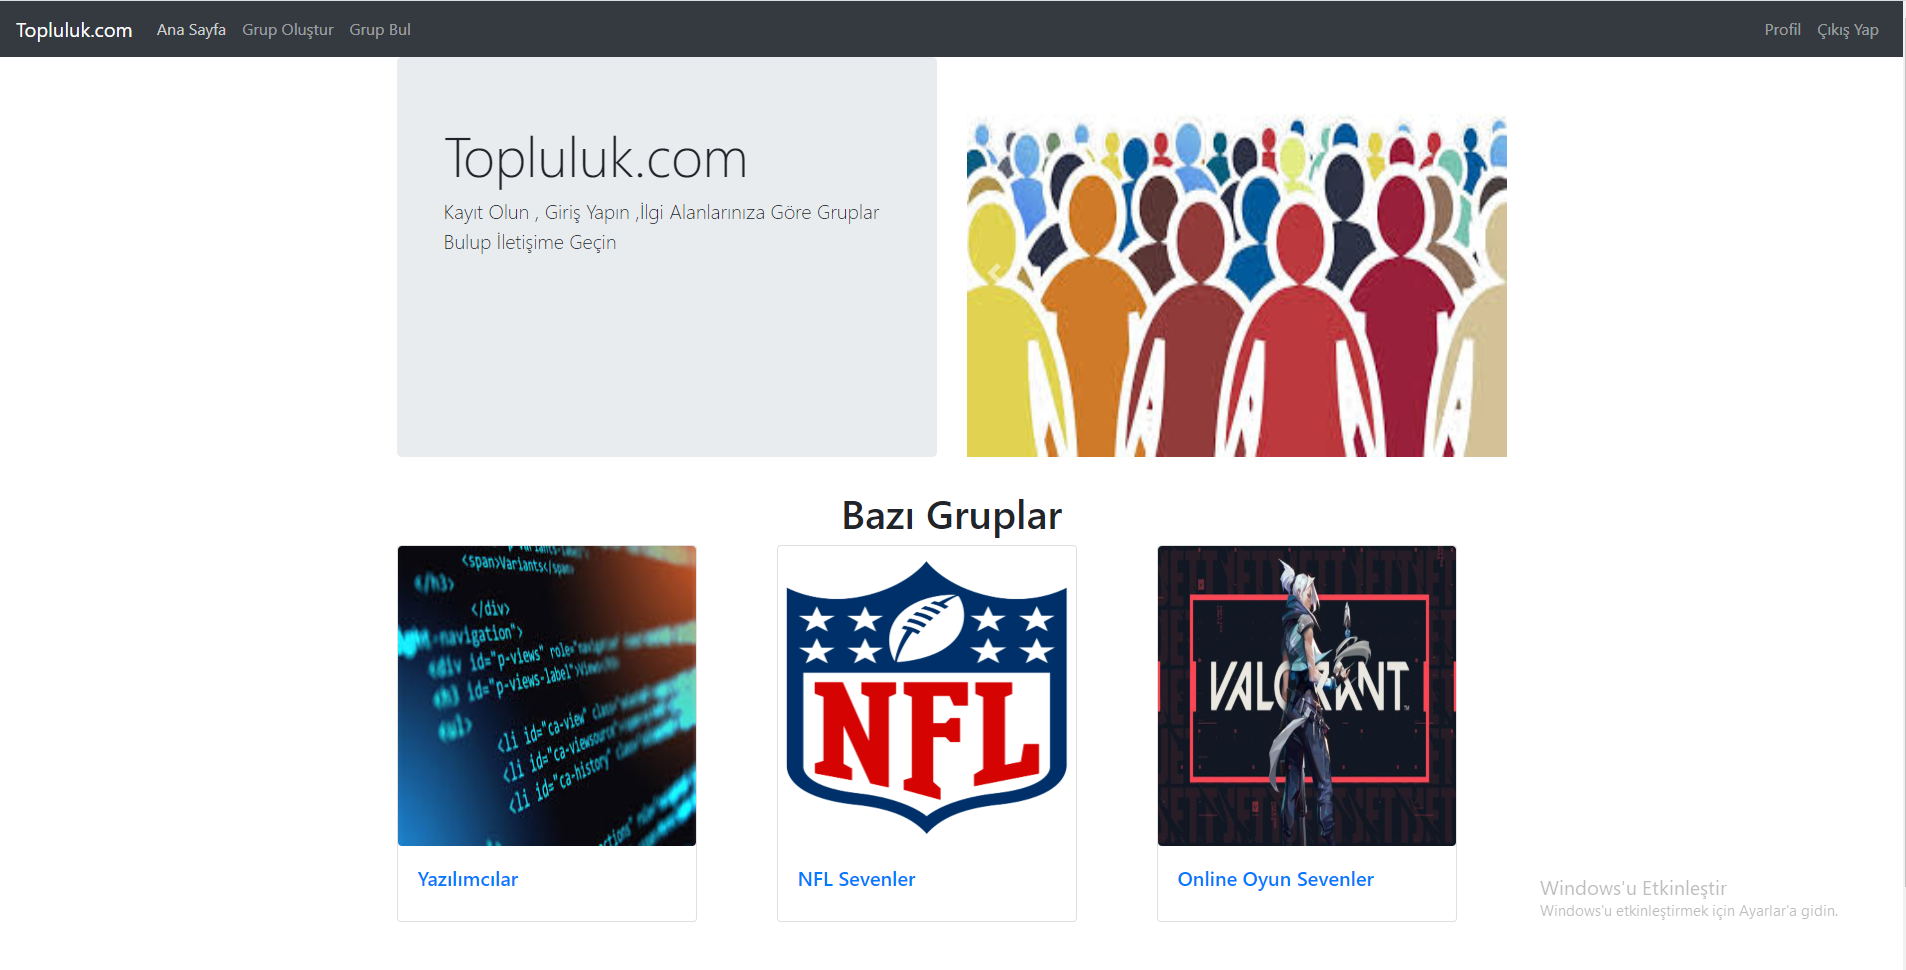 Topluluk.com Ana Sayfa Grup Oluştur Grup Bul Profil Çıkış Yap
Topluluk.com
Kayıt Olun , Giriş Yapın ,İlgi Alanlarınıza Göre Gruplar
Bulup İletişime Geçin
Bazı Gruplar
<span>Variants</span>
</h3>
</div>
<div id="p-views" role="navigation"
<h3 id="p-views-label">Views</h3>
<ul>
<li id="ca-view"
<li id="ca-viewsource"
<li id="ca-history"
NFL
VALORANT
Yazılımcılar
NFL Sevenler
Online Oyun Sevenler
Windows'u Etkinleştir
Windows'u etkinleştirmek için Ayarlar'a gidin.